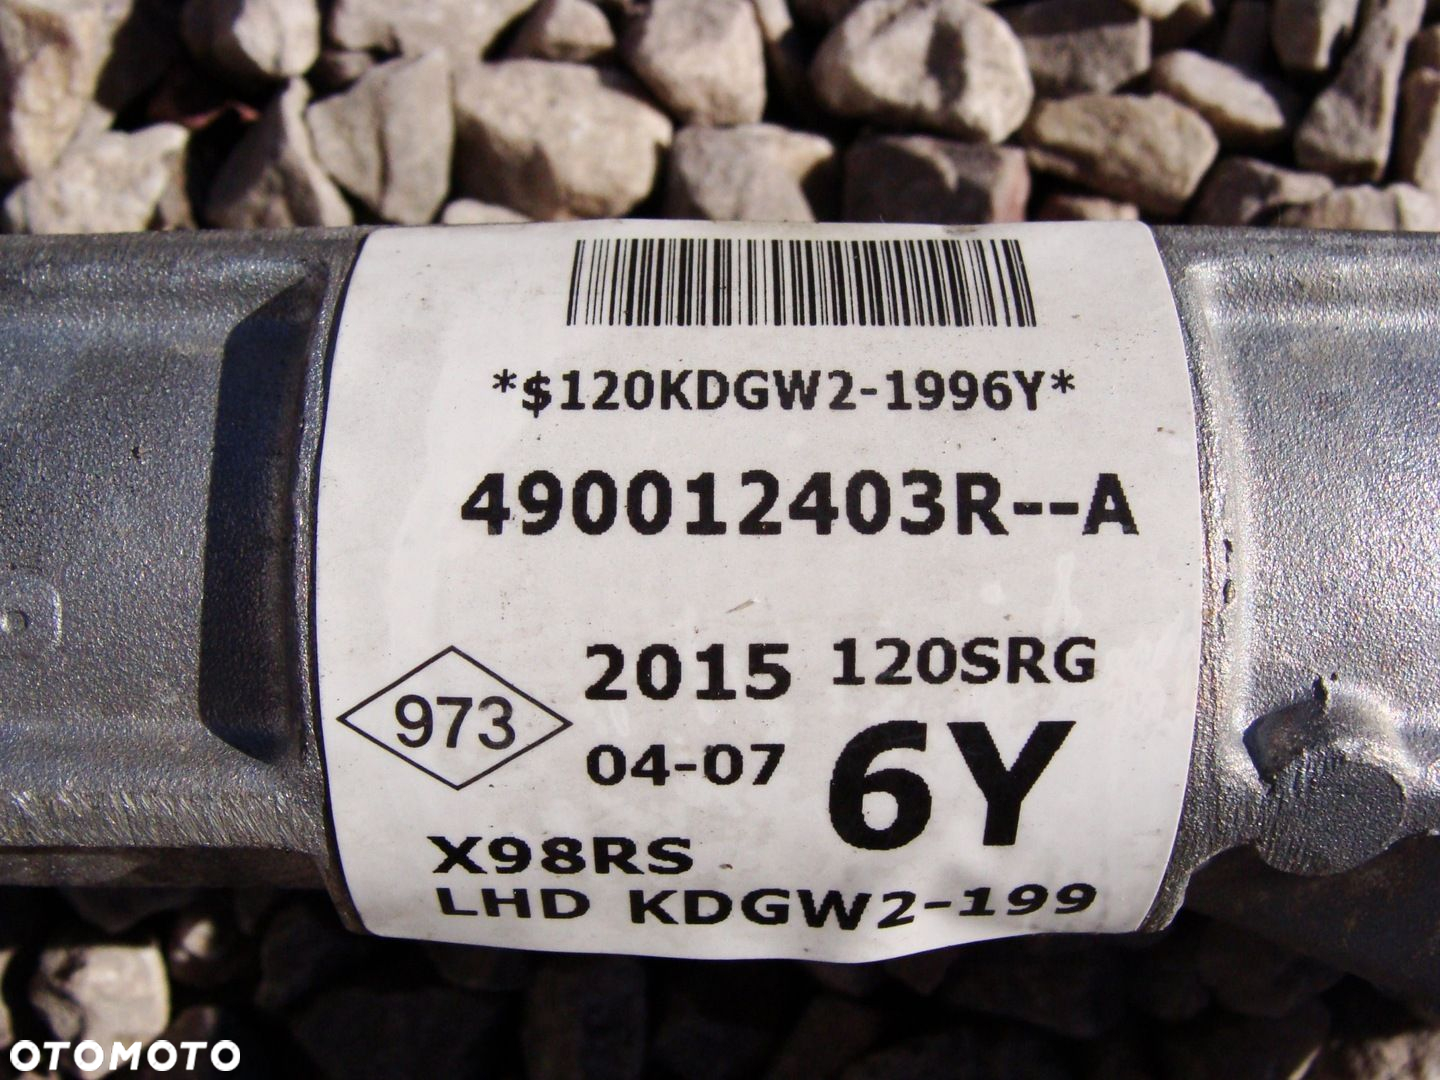 *$120KDGW2-1996Y*
490012403R--A
973
2015 120SRG
04-07 6Y
X98RS
LHD KDGW2-199
OTOMOTO